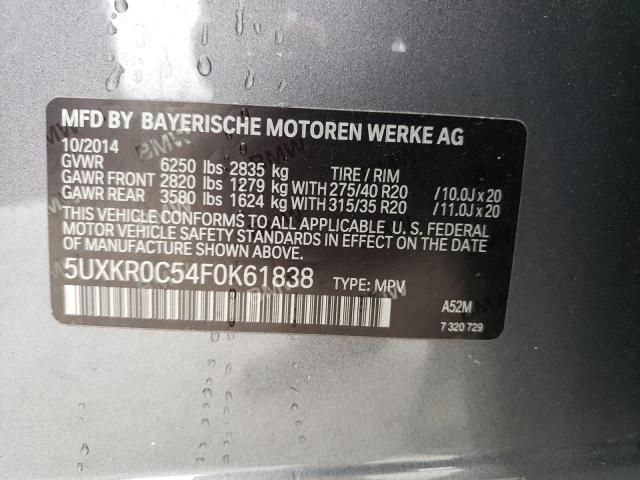 MFD BY BAYERISCHE MOTOREN WERKE AG
10/2014
GVWR 6250 lbs 2835 kg TIRE / RIM
GAWR FRONT 2820 lbs 1279 kg WITH 275/40 R20 /10.0J x 20
GAWR REAR 3580 lbs 1624 kg WITH 315/35 R20 /11.0J x 20
THIS VEHICLE CONFORMS TO ALL APPLICABLE U. S. FEDERAL
MOTOR VEHICLE SAFETY STANDARDS IN EFFECT ON THE DATE
OF MANUFACTURE SHOWN ABOVE.
5UXKR0C54F0K61838 TYPE: MPV
A52M
7 320 729